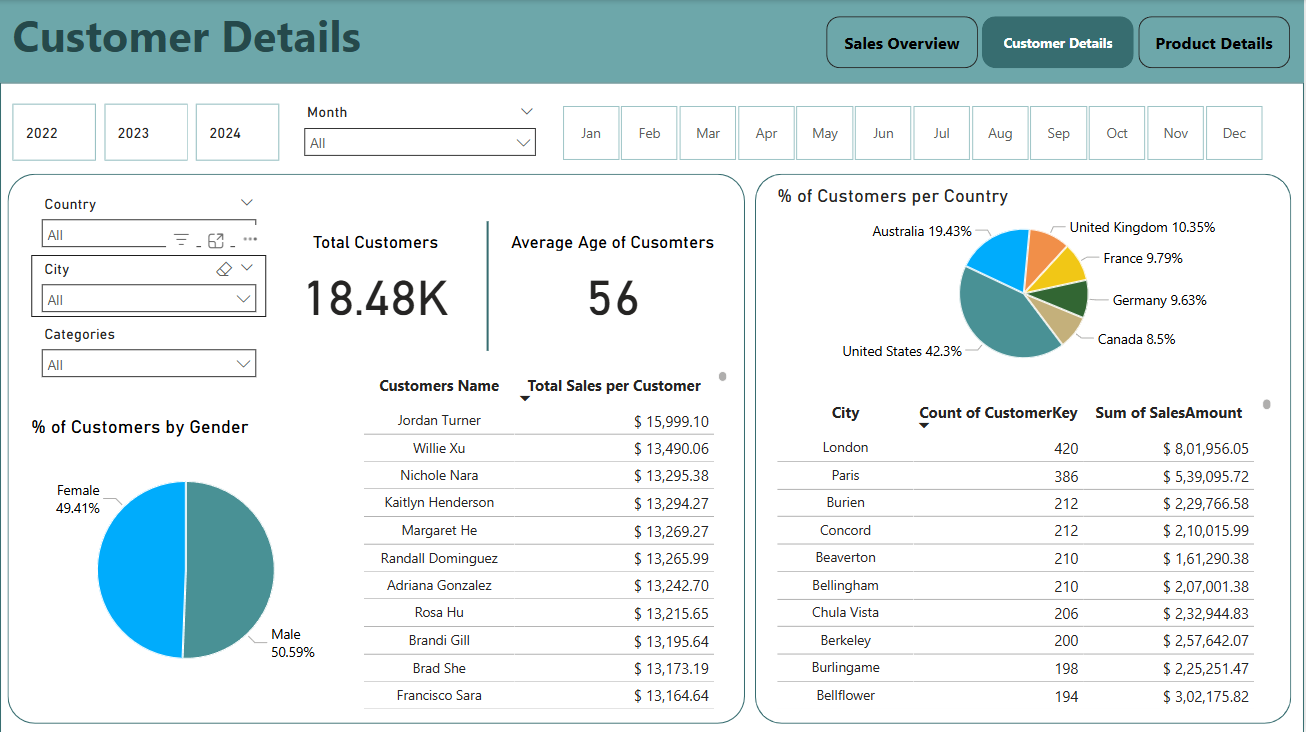 Customer Details
Sales Overview
Customer Details
Product Details
2022
2023
2024
Month
All
Jan
Feb
Mar
Apr
May
Jun
Jul
Aug
Sep
Oct
Nov
Dec
Country
All
City
All
Categories
All
Total Customers
18.48K
Average Age of Cusomters
56
% of Customers by Gender
Female
49.41%
Male
50.59%
Customers Name Total Sales per Customer
Jordan Turner $ 15,999.10
Willie Xu $ 13,490.06
Nichole Nara $ 13,295.38
Kaitlyn Henderson $ 13,294.27
Margaret He $ 13,269.27
Randall Dominguez $ 13,265.99
Adriana Gonzalez $ 13,242.70
Rosa Hu $ 13,215.65
Brandi Gill $ 13,195.64
Brad She $ 13,173.19
Francisco Sara $ 13,164.64
% of Customers per Country
Australia 19.43%
United Kingdom 10.35%
France 9.79%
Germany 9.63%
Canada 8.5%
United States 42.3%
City Count of CustomerKey Sum of SalesAmount
London 420 $ 8,01,956.05
Paris 386 $ 5,39,095.72
Burien 212 $ 2,29,766.58
Concord 212 $ 2,10,015.99
Beaverton 210 $ 1,61,290.38
Bellingham 210 $ 2,07,001.38
Chula Vista 206 $ 2,32,944.83
Berkeley 200 $ 2,57,642.07
Burlingame 198 $ 2,25,251.47
Bellflower 194 $ 3,02,175.82